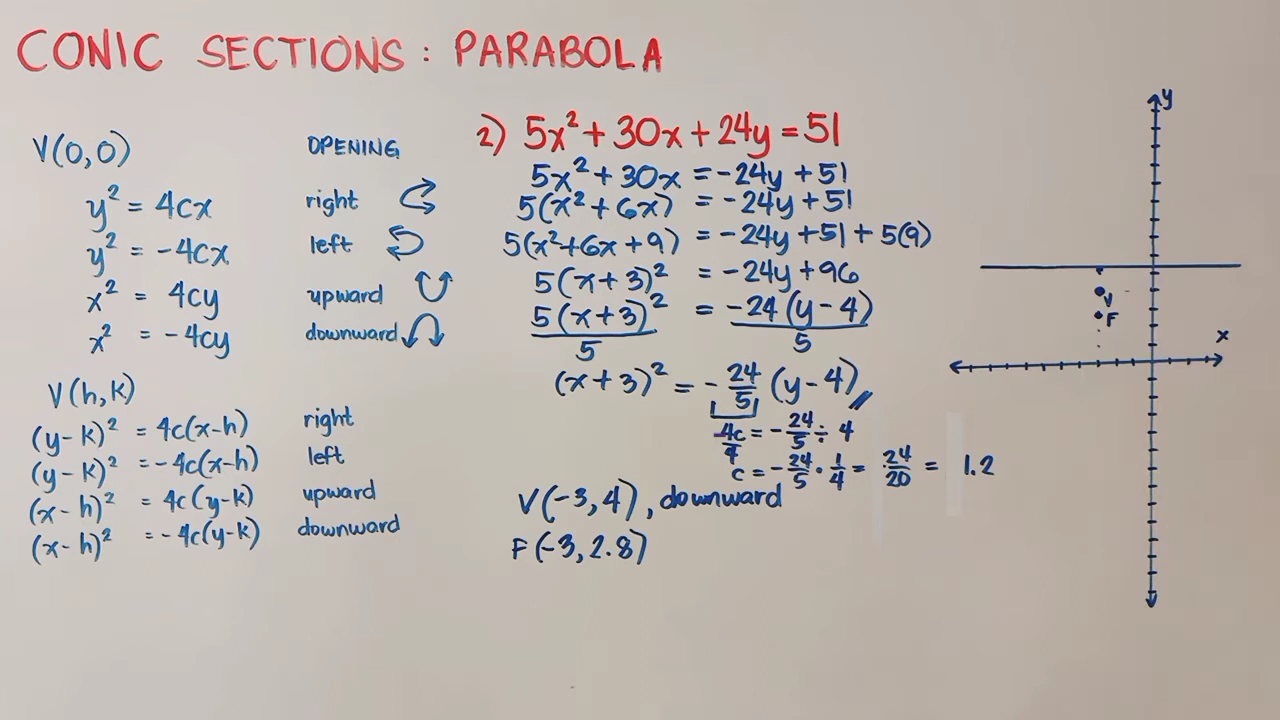 CONIC SECTIONS: PARABOLA
V(0,0) OPENING
y² = 4cx right
y² = -4cx left
x² = 4cy upward
x² = -4cy downward
V(h,k)
(y-k)² = 4c(x-h) right
(y-k)² = -4c(x-h) left
(x-h)² = 4c(y-k) upward
(x-h)² = -4c(y-k) downward
2) 5x² + 30x + 24y = 51
5x² + 30x = -24y + 51
5(x² + 6x) = -24y + 51
5(x² + 6x + 9) = -24y + 51 + 5(9)
5(x + 3)² = -24y + 96
5(x + 3)² = -24(y - 4)
5 5
(x + 3)² = -24/5 (y - 4)
4c/4 = -24/5 ÷ 4
c = -24/5 · 1/4 = 24/20 = 1.2
V(-3, 4), downward
F(-3, 2.8)
y
V
F
x